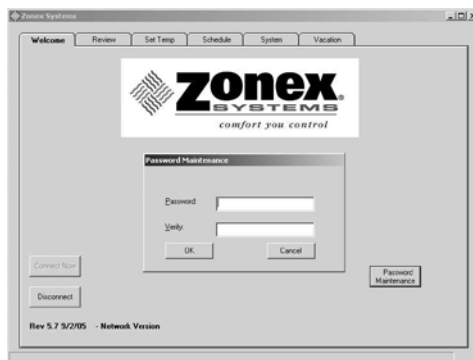 Zonex Systems
Welcome Review Set Temp Schedule System Vacation
Zonex
SYSTEMS
comfort you control
Password Maintenance
Password:
Verify:
OK Cancel
Connect Now
Password
Maintenance
Disconnect
Rev 5.7 9/2/05 - Network Version